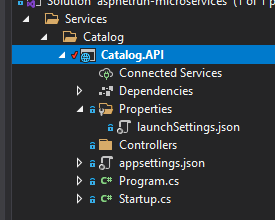 Solution 'aspnetrun-microservices' (1 of 1 p
Services
Catalog
Catalog.API
Connected Services
Dependencies
Properties
launchSettings.json
Controllers
appsettings.json
C# Program.cs
C# Startup.cs